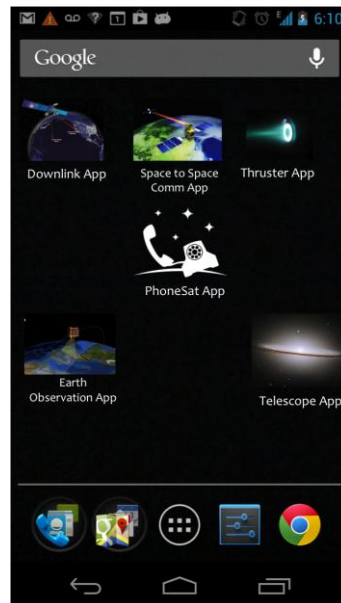 1
E
6:10
Google
Downlink App
Space to Space
Comm App
Thruster App
PhoneSat App
Earth
Observation App
Telescope App